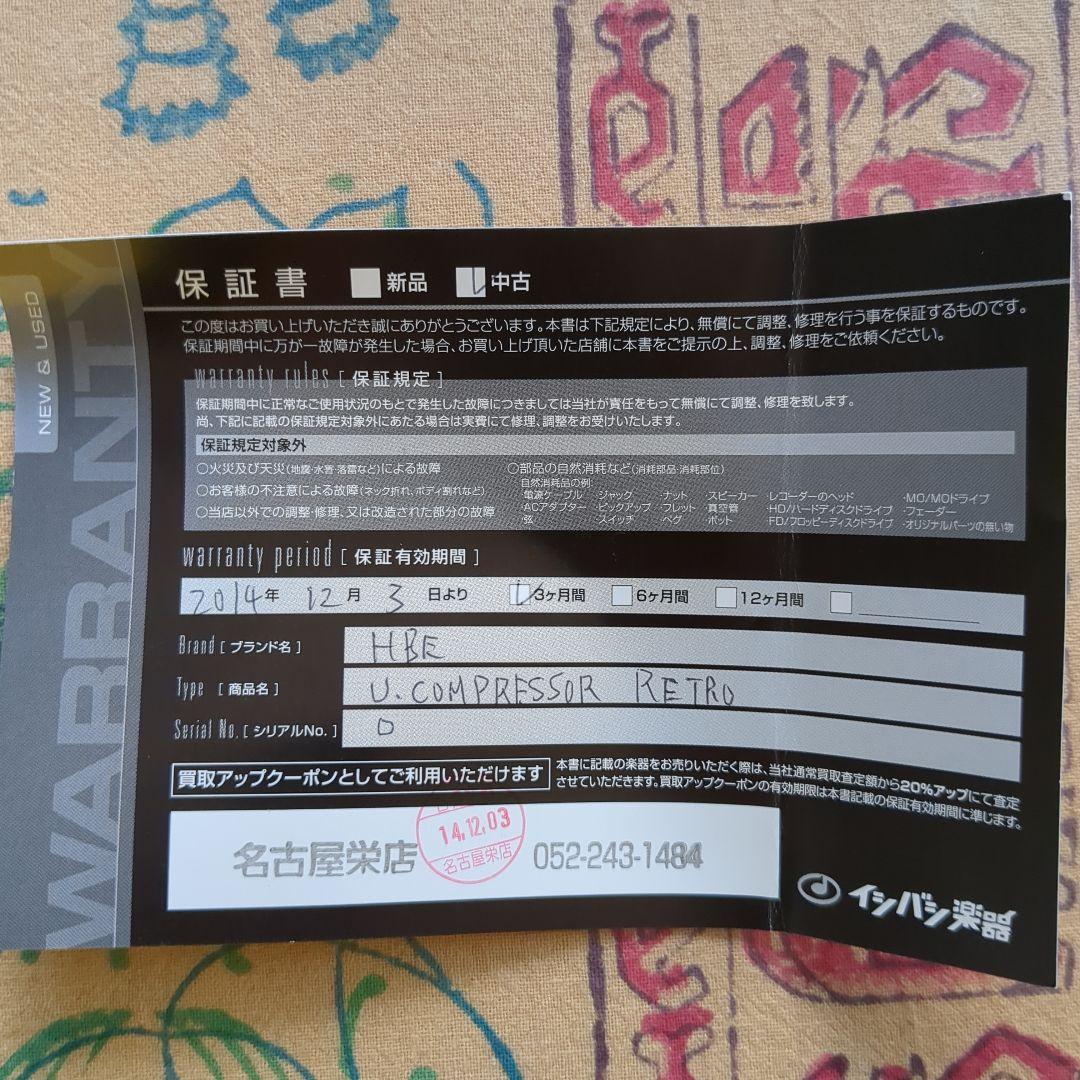 NEW & USED
WARRANTY
保証書 新品 中古
この度はお買い上げいただき誠にありがとうございます。本書は下記規定により、無償にて調整、修理を行う事を保証するものです。
保証期間中に万が一故障が発生した場合、お買い上げ頂いた店舗に本書をご提示の上、調整、修理をご依頼ください。
warranty rules [ 保証規定 ]
保証期間中に正常なご使用状況のもとで発生した故障につきましては当社が責任をもって無償にて調整、修理を致します。
尚、下記に記載の保証規定対象外にあたる場合は実費にて修理、調整をお受けいたします。
保証規定対象外
○火災及び天災(地震・水害・落雷など)による故障
○お客様の不注意による故障(ネック折れ、ボディ割れなど)
○当店以外での調整・修理、又は改造された部分の故障
○部品の自然消耗など(消耗部品・消耗部位)
自然消耗品の例
電源ケーブル ・ジャック ・ナット ・スピーカー ・レコーダーのヘッド ・MO/MOドライブ
・ACアダプター ・ピックアップ ・フレット ・真空管 ・HD/ハードディスクドライブ ・フェーダー
・弦 ・スイッチ ・ペグ ・ポット ・FD/フロッピーディスクドライブ ・オリジナルパーツの無い物
warranty period [ 保証有効期間 ]
2014年 12月 3日より 3ヶ月間 6ヶ月間 12ヶ月間
Brand [ ブランド名 ] HBE
Type [ 商品名 ] U.COMPRESSOR RETRO
Serial No. [ シリアルNo. ] 0
買取アップクーポンとしてご利用いただけます
本書に記載の楽器をお売りいただく際は、当社通常買取査定額から20%アップにて査定
させていただきます。買取アップクーポンの有効期限は本書記載の保証有効期間に準じます。
名古屋栄店 052-243-1484
14.12.03
名古屋栄店
イシバシ楽器